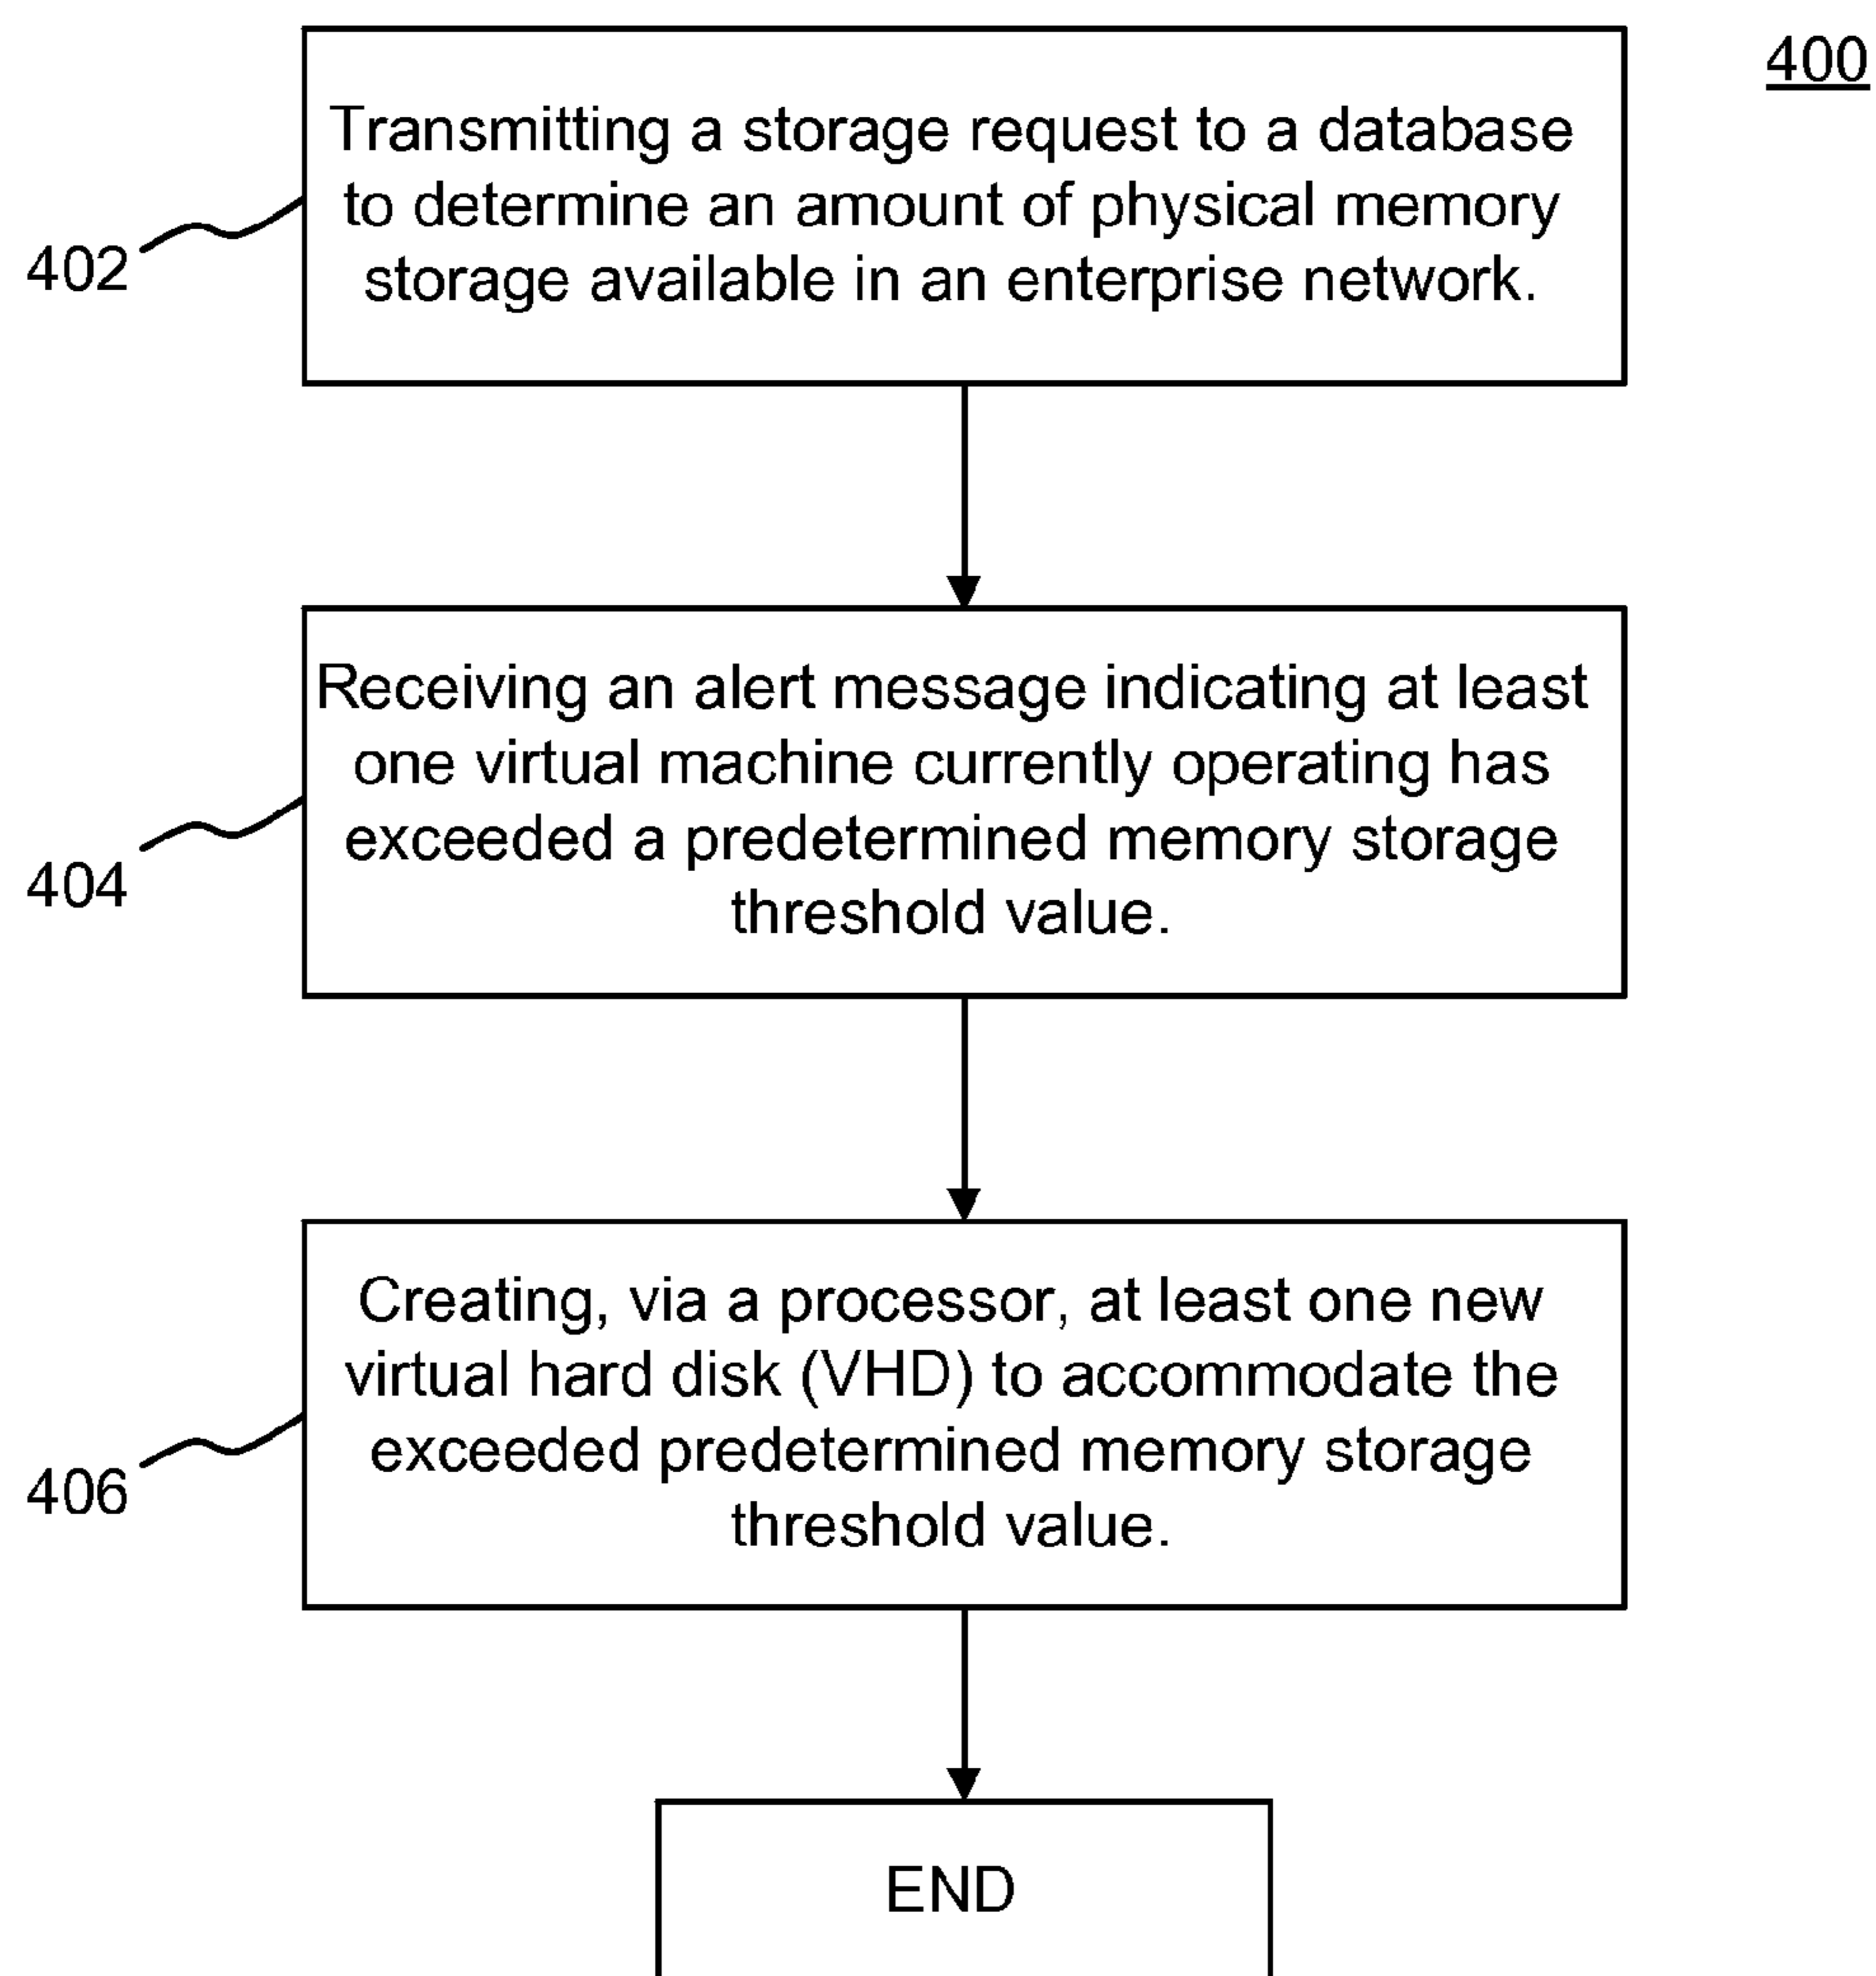 400
Transmitting a storage request to a database
to determine an amount of physical memory
storage available in an enterprise network.
402
Receiving an alert message indicating at least
one virtual machine currently operating has
exceeded a predetermined memory storage
threshold value.
404
Creating, via a processor, at least one new
virtual hard disk (VHD) to accommodate the
exceeded predetermined memory storage
threshold value.
406
END